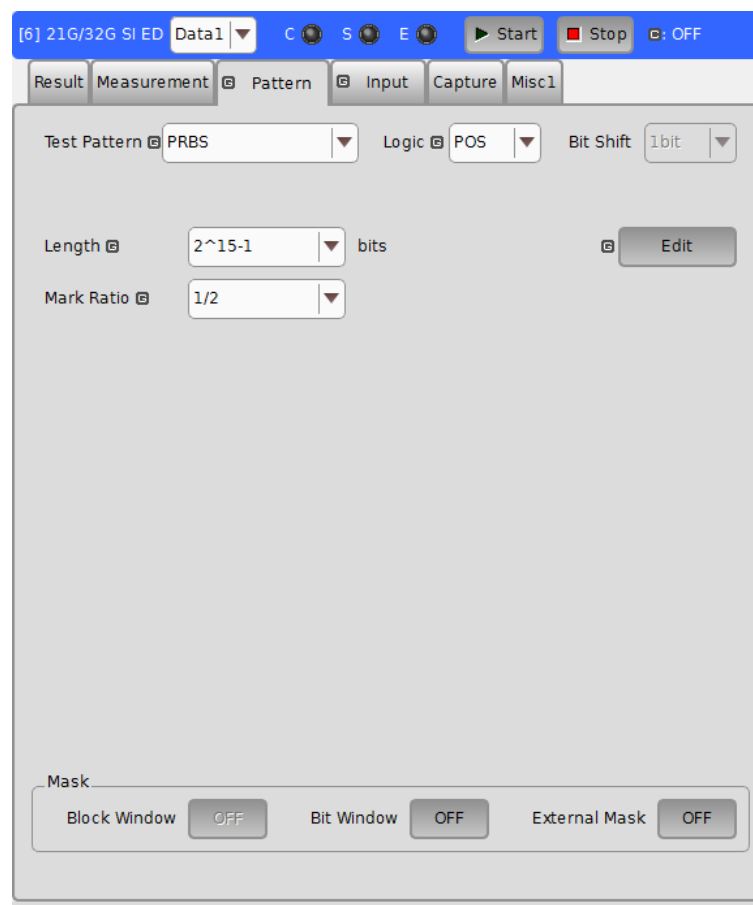 [6] 21G/32G SI ED Data1 C S E Start Stop G: OFF
Result Measurement G Pattern G Input Capture Misc1
Test Pattern G PRBS Logic G POS Bit Shift 1bit
Length G 2^15-1 bits G Edit
Mark Ratio G 1/2
Mask
Block Window OFF Bit Window OFF External Mask OFF